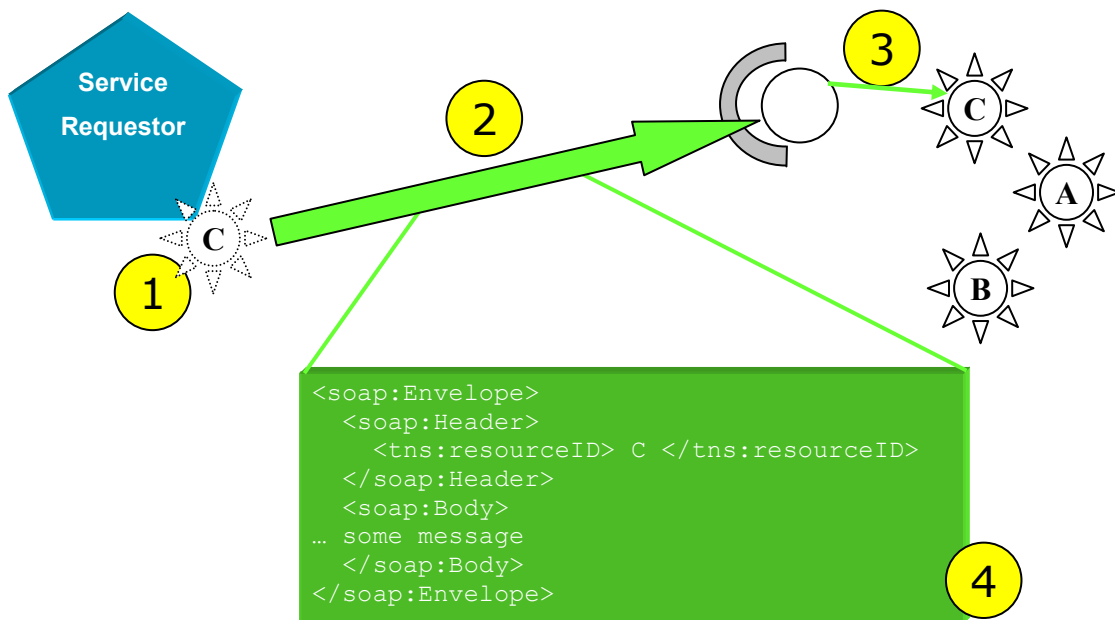 Service
Requestor
1
2
3
C
C
A
B
<soap:Envelope>
  <soap:Header>
    <tns:resourceID> C </tns:resourceID>
  </soap:Header>
  <soap:Body>
… some message
  </soap:Body>
</soap:Envelope>
4